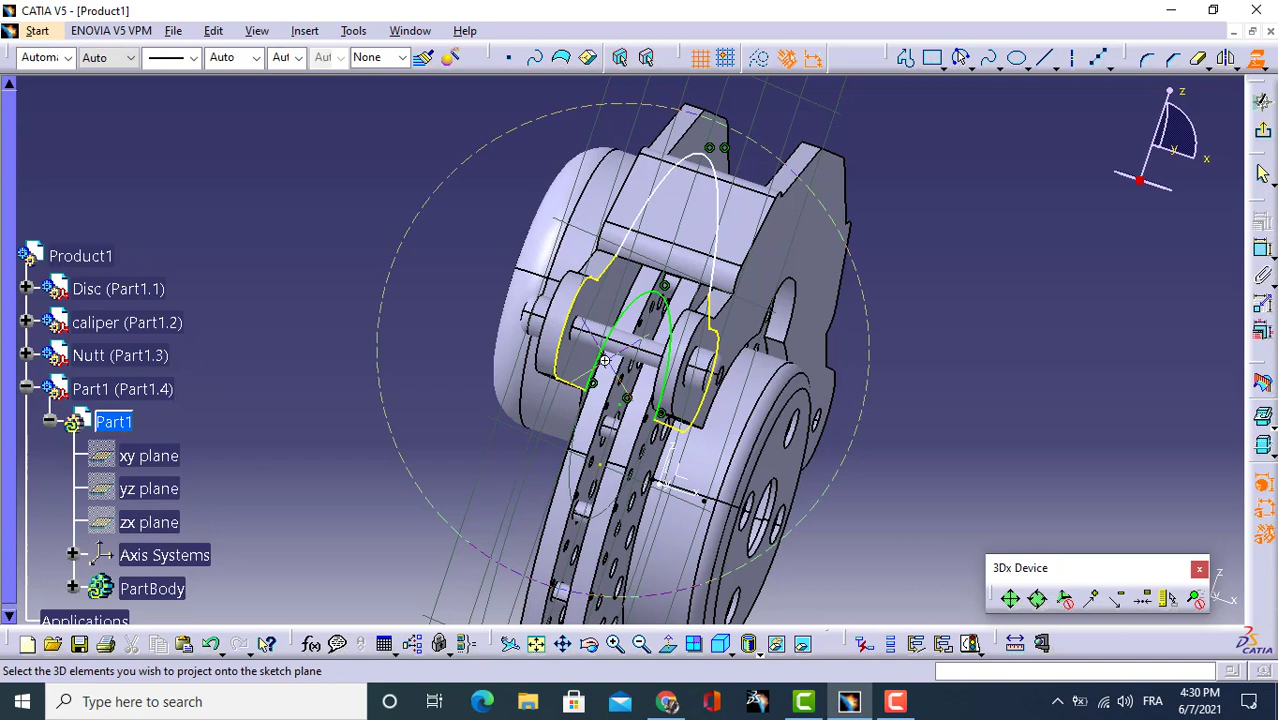 CATIA V5 - [Product1]
Start ENOVIA V5 VPM File Edit View Insert Tools Window Help
Automa Auto Auto Aut Aut None
z
y
x
Product1
Disc (Part1.1)
caliper (Part1.2)
Nutt (Part1.3)
Part1 (Part1.4)
Part1
xy plane
yz plane
zx plane
Axis Systems
PartBody
Applications
3Dx Device
x
z
x
f(x)
CATIA
Select the 3D elements you wish to project onto the sketch plane
Type here to search
FRA
4:30 PM
6/7/2021